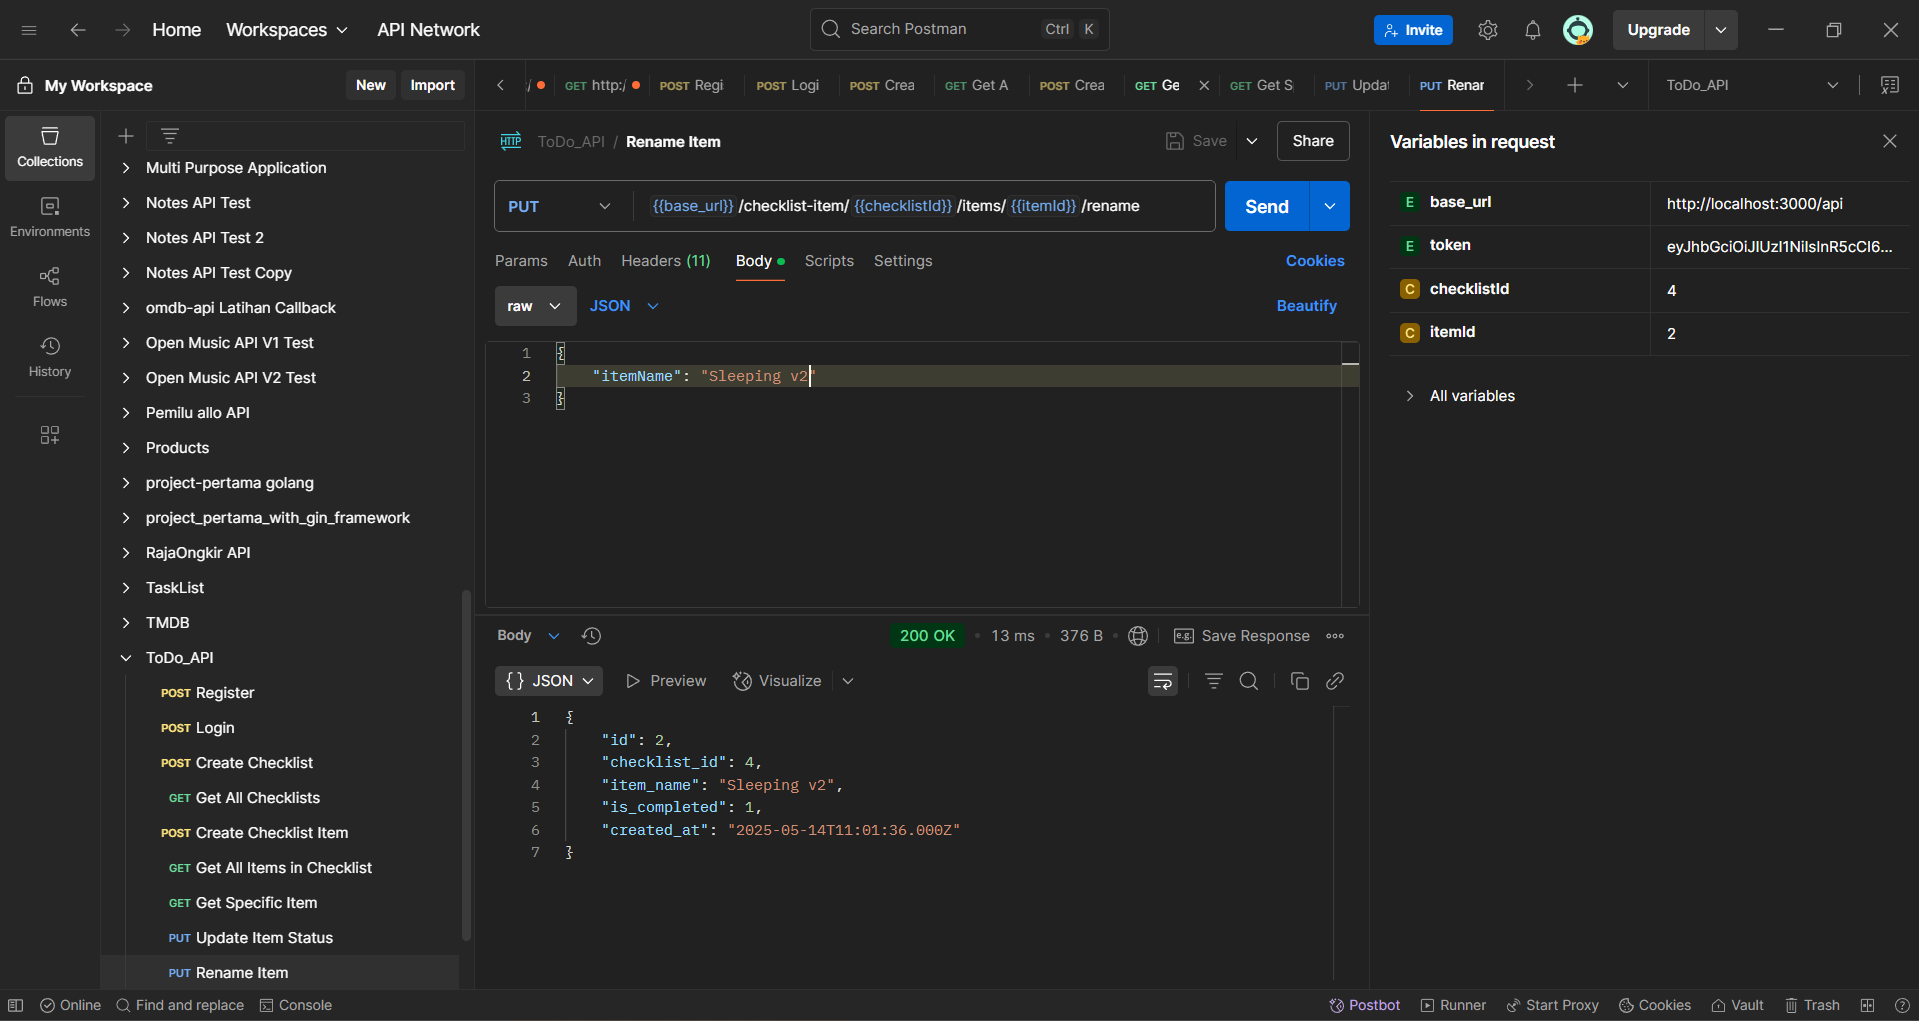 Home Workspaces API Network Search Postman Ctrl K Invite Upgrade
My Workspace New Import
GET http:/ POST Regi POST Logi POST Crea GET Get A POST Crea GET Ge GET Get S PUT Updat PUT Renar ToDo_API
Collections
Environments
Flows
History
Multi Purpose Application
Notes API Test
Notes API Test 2
Notes API Test Copy
omdb-api Latihan Callback
Open Music API V1 Test
Open Music API V2 Test
Pemilu allo API
Products
project-pertama golang
project_pertama_with_gin_framework
RajaOngkir API
TaskList
TMDB
ToDo_API
POST Register
POST Login
POST Create Checklist
GET Get All Checklists
POST Create Checklist Item
GET Get All Items in Checklist
GET Get Specific Item
PUT Update Item Status
PUT Rename Item
HTTP ToDo_API / Rename Item Save Share
PUT {{base_url}}/checklist-item/{{checklistId}}/items/{{itemId}}/rename Send
Params Auth Headers (11) Body Scripts Settings Cookies
raw JSON Beautify
1 {
2 "itemName": "Sleeping v2"
3 }
Body 200 OK 13 ms 376 B e.g. Save Response
{} JSON Preview Visualize
1 {
2 "id": 2,
3 "checklist_id": 4,
4 "item_name": "Sleeping v2",
5 "is_completed": 1,
6 "created_at": "2025-05-14T11:01:36.000Z"
7 }
Variables in request
E base_url http://localhost:3000/api
E token
C checklistId 4
C itemId 2
All variables
Online Find and replace Console Postbot Runner Start Proxy Cookies Vault Trash